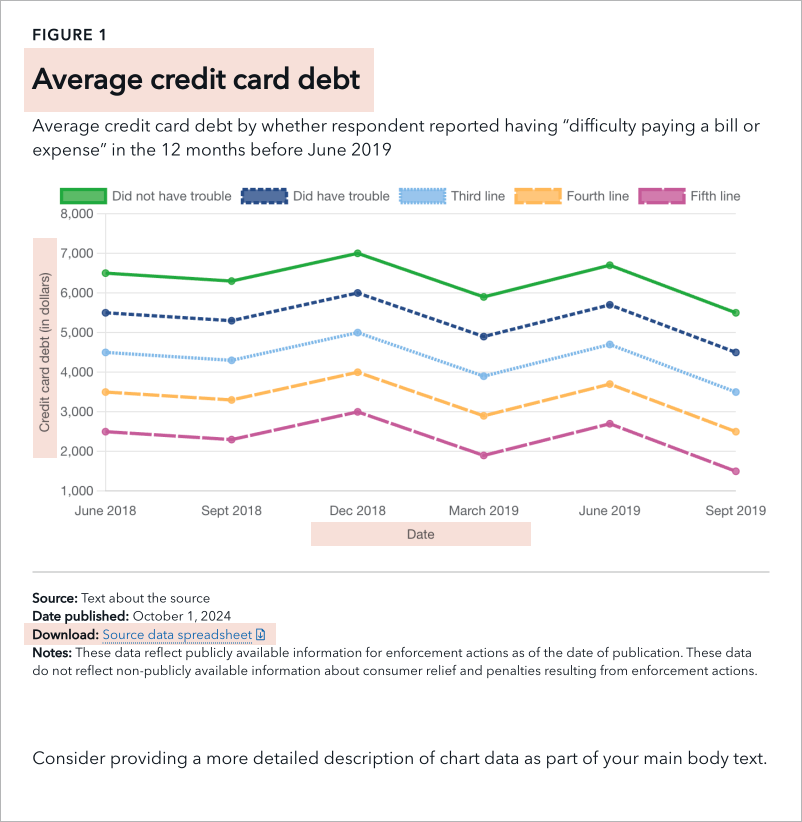 FIGURE 1
Average credit card debt
Average credit card debt by whether respondent reported having “difficulty paying a bill or
expense” in the 12 months before June 2019
Did not have trouble Did have trouble Third line Fourth line Fifth line
8,000
7,000
6,000
5,000
4,000
3,000
2,000
1,000
Credit card debt (in dollars)
June 2018 Sept 2018 Dec 2018 March 2019 June 2019 Sept 2019
Date
Source: Text about the source
Date published: October 1, 2024
Download: Source data spreadsheet
Notes: These data reflect publicly available information for enforcement actions as of the date of publication. These data
do not reflect non-publicly available information about consumer relief and penalties resulting from enforcement actions.
Consider providing a more detailed description of chart data as part of your main body text.